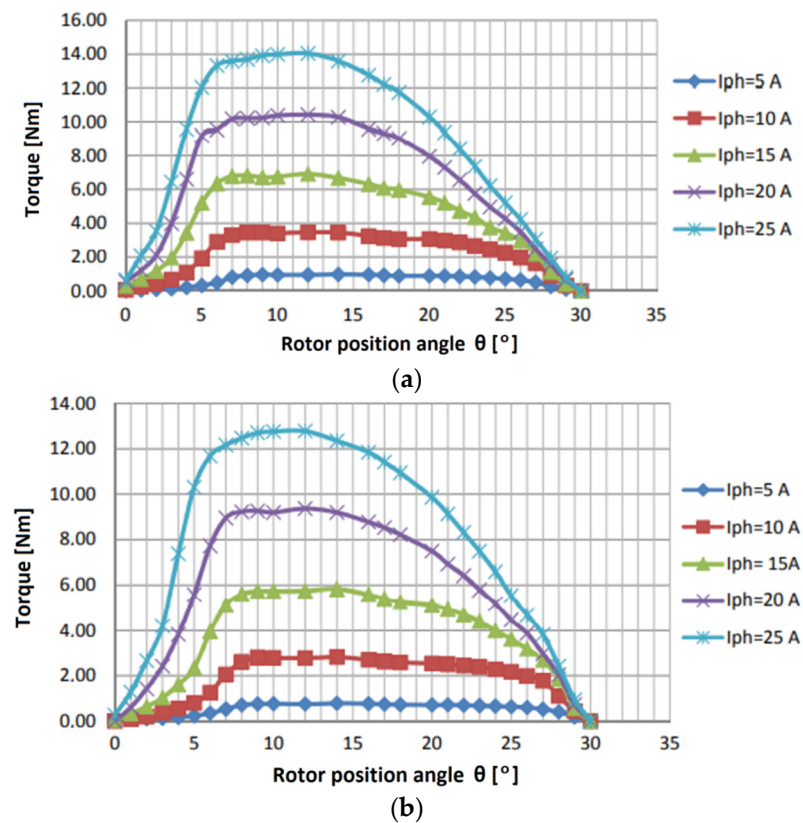 16.00
14.00
12.00
10.00
8.00
6.00
4.00
2.00
0.00
Torque [Nm]
0 5 10 15 20 25 30 35
Rotor position angle θ [°]
Iph=5 A
Iph=10 A
Iph=15 A
Iph=20 A
Iph=25 A
(a)
14.00
12.00
10.00
8.00
6.00
4.00
2.00
0.00
Torque [Nm]
0 5 10 15 20 25 30 35
Rotor position angle θ [°]
Iph=5 A
Iph=10 A
Iph= 15A
Iph=20 A
Iph=25 A
(b)